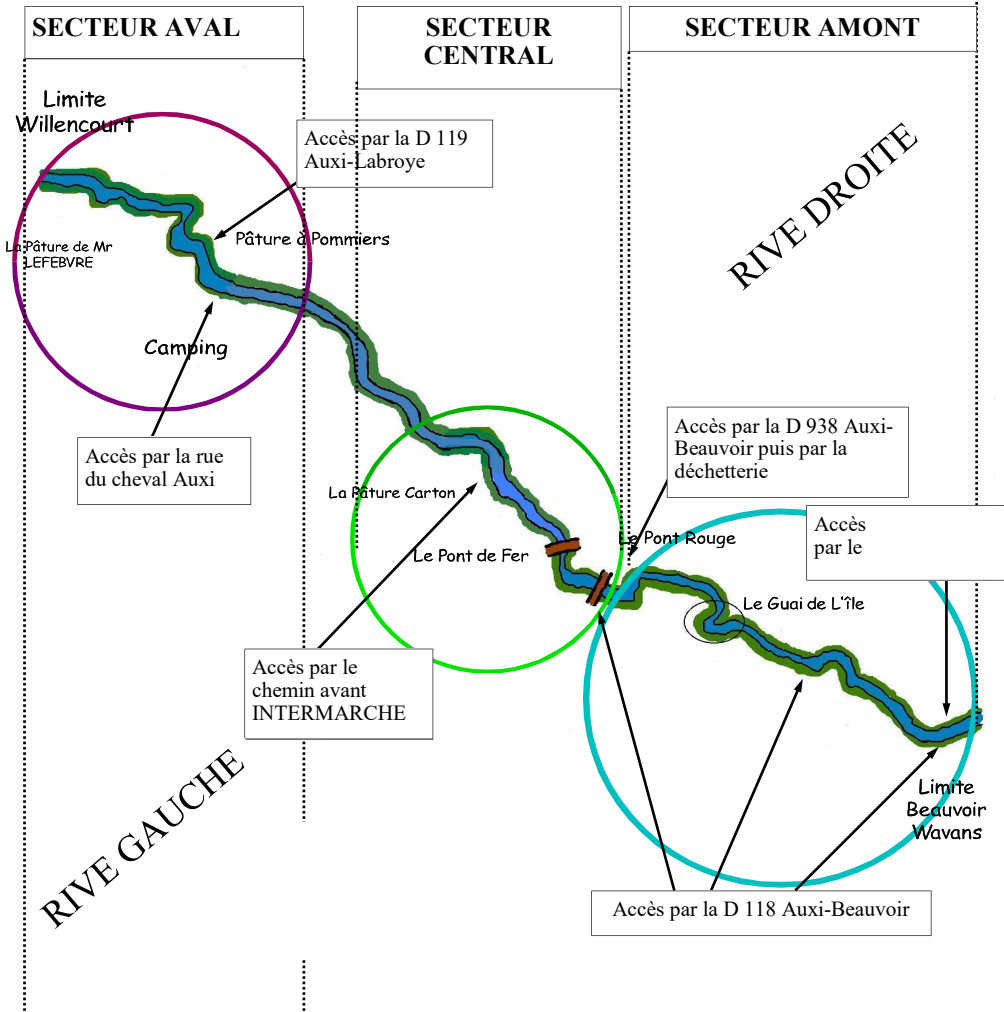 SECTEUR AVAL
SECTEUR
CENTRAL
SECTEUR AMONT
Limite
Willencourt
Accès par la D 119
Auxi-Labroye
RIVE DROITE
La Pâture de Mr
LEFEBVRE
Pâture à Pommiers
Camping
Accès par la rue
du cheval Auxi
Accès par la D 938 Auxi-
Beauvoir puis par la
déchetterie
La Pâture Carton
Le Pont de Fer
Le Pont Rouge
Accès
par le
Le Guai de L'île
Accès par le
chemin avant
INTERMARCHE
RIVE GAUCHE
Limite
Beauvoir
Wavans
Accès par la D 118 Auxi-Beauvoir